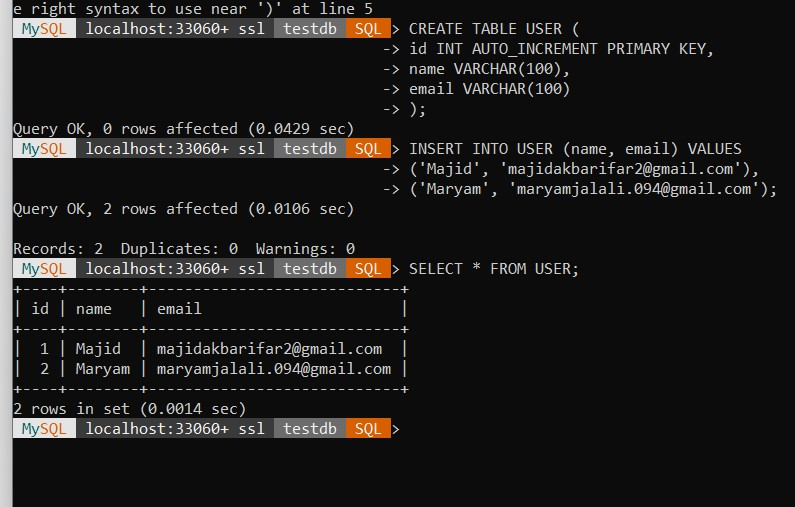 e right syntax to use near ')' at line 5
MySQL localhost:33060+ ssl testdb SQL > CREATE TABLE USER (
-> id INT AUTO_INCREMENT PRIMARY KEY,
-> name VARCHAR(100),
-> email VARCHAR(100)
-> );
Query OK, 0 rows affected (0.0429 sec)
MySQL localhost:33060+ ssl testdb SQL > INSERT INTO USER (name, email) VALUES
-> ('Majid', 'majidakbarifar2@gmail.com'),
-> ('Maryam', 'maryamjalali.094@gmail.com');
Query OK, 2 rows affected (0.0106 sec)
Records: 2  Duplicates: 0  Warnings: 0
MySQL localhost:33060+ ssl testdb SQL > SELECT * FROM USER;
+----+--------+----------------------------+
| id | name   | email                      |
+----+--------+----------------------------+
|  1 | Majid  | majidakbarifar2@gmail.com  |
|  2 | Maryam | maryamjalali.094@gmail.com |
+----+--------+----------------------------+
2 rows in set (0.0014 sec)
MySQL localhost:33060+ ssl testdb SQL >